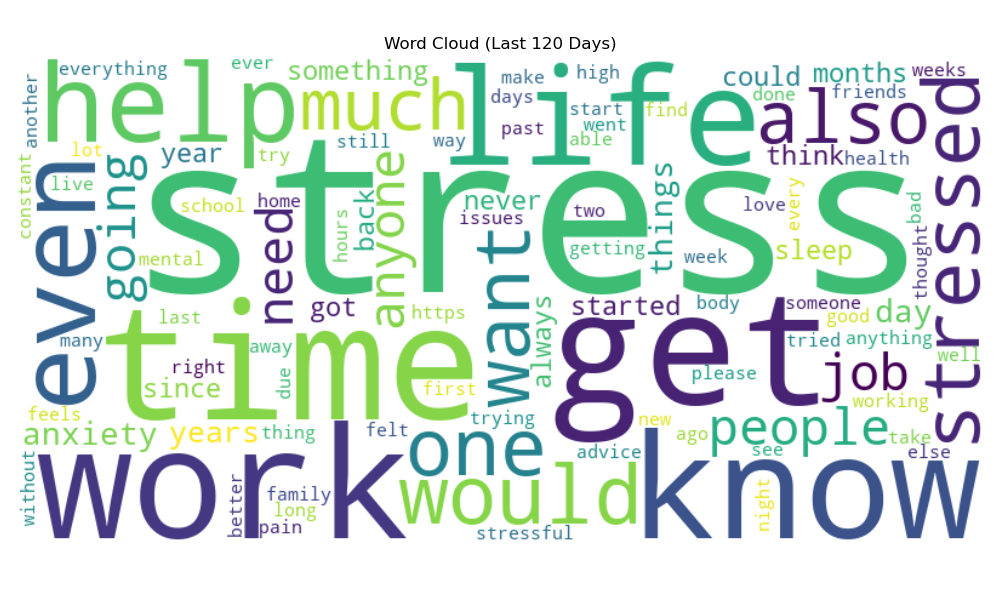 Word Cloud (Last 120 Days)
another
everything
ever
something
make
high
could
months
weeks
help
much
life
days
start
find
done
friends
also
stressed
past
went
able
lot
year
try
still
way
think
health
constant
live
even
going
stress
school
home
need
hours
back
anyone
never
issues
two
love
every
bad
mental
getting
things
week
sleep
thought
want
got
https
always
started
body
someone
good
day
last
time
get
many
away
tried
anything
right
since
due
first
please
job
well
feels
working
anxiety
years
thing
felt
trying
one
new
ago
people
take
without
work
advice
see
else
better
family
long
pain
would
know
night
stressful